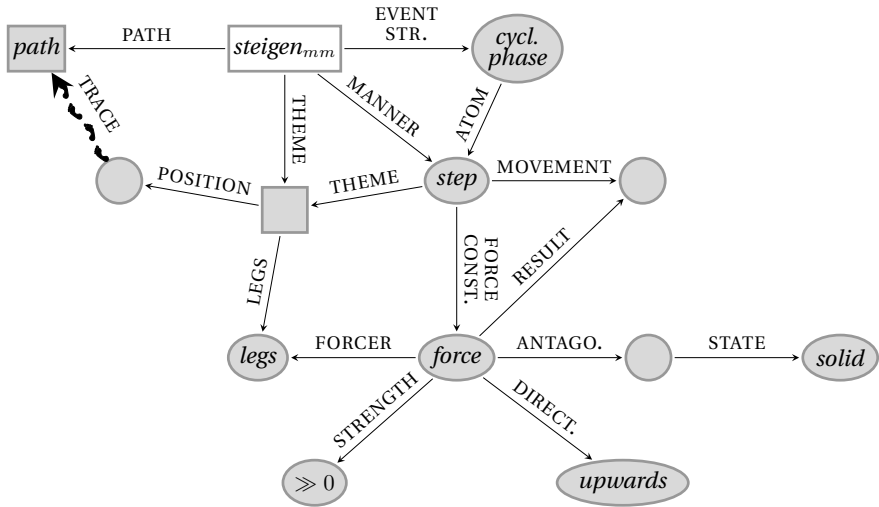 EVENT
STR.
path
PATH
steigenₘₘ
cycl.
phase
TRACE
THEME
MANNER
ATOM
POSITION
THEME
step
MOVEMENT
LEGS
FORCE
CONST.
RESULT
legs
FORCER
force
ANTAGO.
STATE
solid
STRENGTH
DIRECT.
≫ 0
upwards